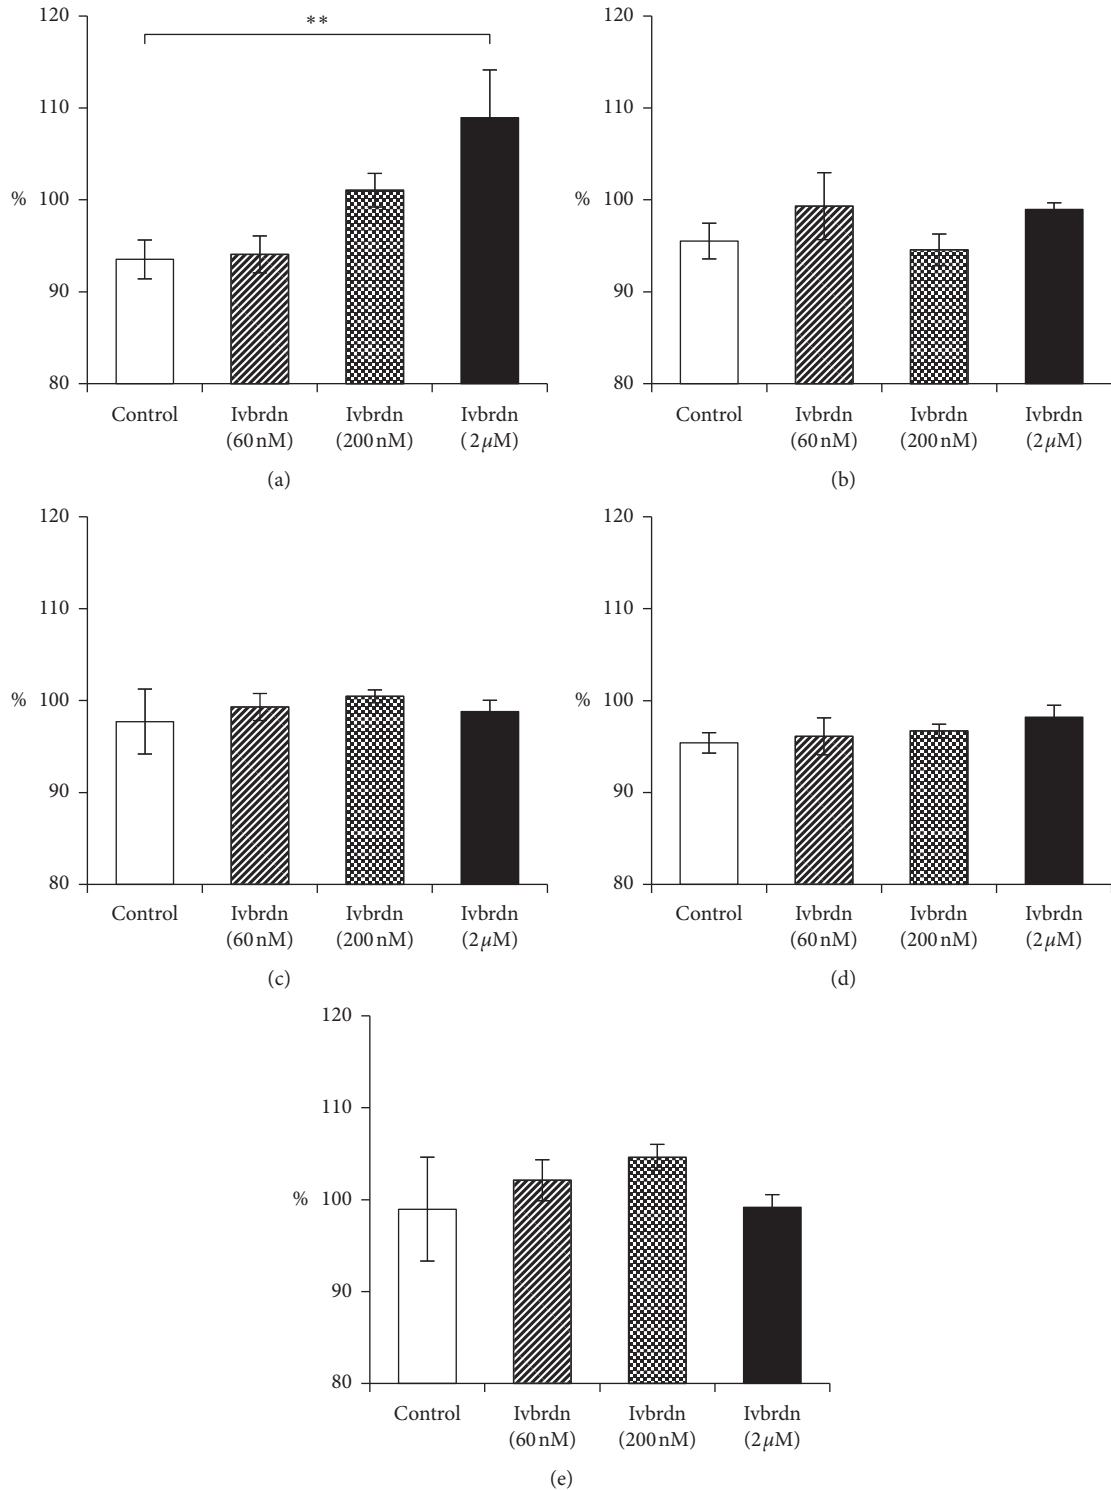 120
**
110
% 100
90
80
Control Ivbrdn Ivbrdn Ivbrdn
(60 nM) (200 nM) (2 μM)
(a)
120
110
% 100
90
80
Control Ivbrdn Ivbrdn Ivbrdn
(60 nM) (200 nM) (2 μM)
(b)
120
110
% 100
90
80
Control Ivbrdn Ivbrdn Ivbrdn
(60 nM) (200 nM) (2 μM)
(c)
120
110
% 100
90
80
Control Ivbrdn Ivbrdn Ivbrdn
(60 nM) (200 nM) (2 μM)
(d)
120
110
% 100
90
80
Control Ivbrdn Ivbrdn Ivbrdn
(60 nM) (200 nM) (2 μM)
(e)